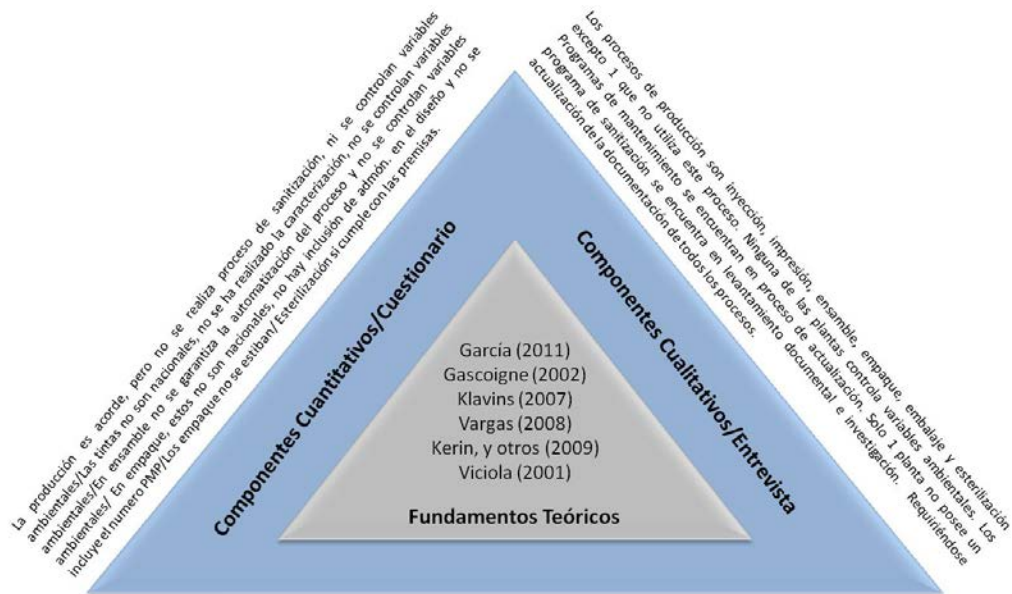 La producción es acorde, pero no se realiza proceso de sanitización, ni se controlan variables
ambientales/Las tintas no son nacionales, no se ha realizado la caracterización, no se controlan variables
ambientales/En ensamble no se garantiza la automatización del proceso y no se controlan variables
ambientales/ En empaque, estos no son nacionales, no hay inclusión de admón. en el diseño y no se
incluye el numero PMP/Los empaque no se estiban/Esterilización si cumple con las premisas.
Los procesos de producción son inyección, impresión, ensamble, empaque, embalaje y esterilización
excepto 1 que no utiliza este proceso. Ninguna de las plantas controla variables ambientales. Los
Programas de mantenimiento se encuentran en proceso de actualización. Solo 1 planta no posee un
programa de sanitización se encuentra en levantamiento documental e investigación. Requiriéndose
actualización de la documentación de todos los procesos.
Componentes Cuantitativos/Cuestionario
Componentes Cualitativos/Entrevista
García (2011)
Gascoigne (2002)
Klavins (2007)
Vargas (2008)
Kerin, y otros (2009)
Viciola (2001)
Fundamentos Teóricos